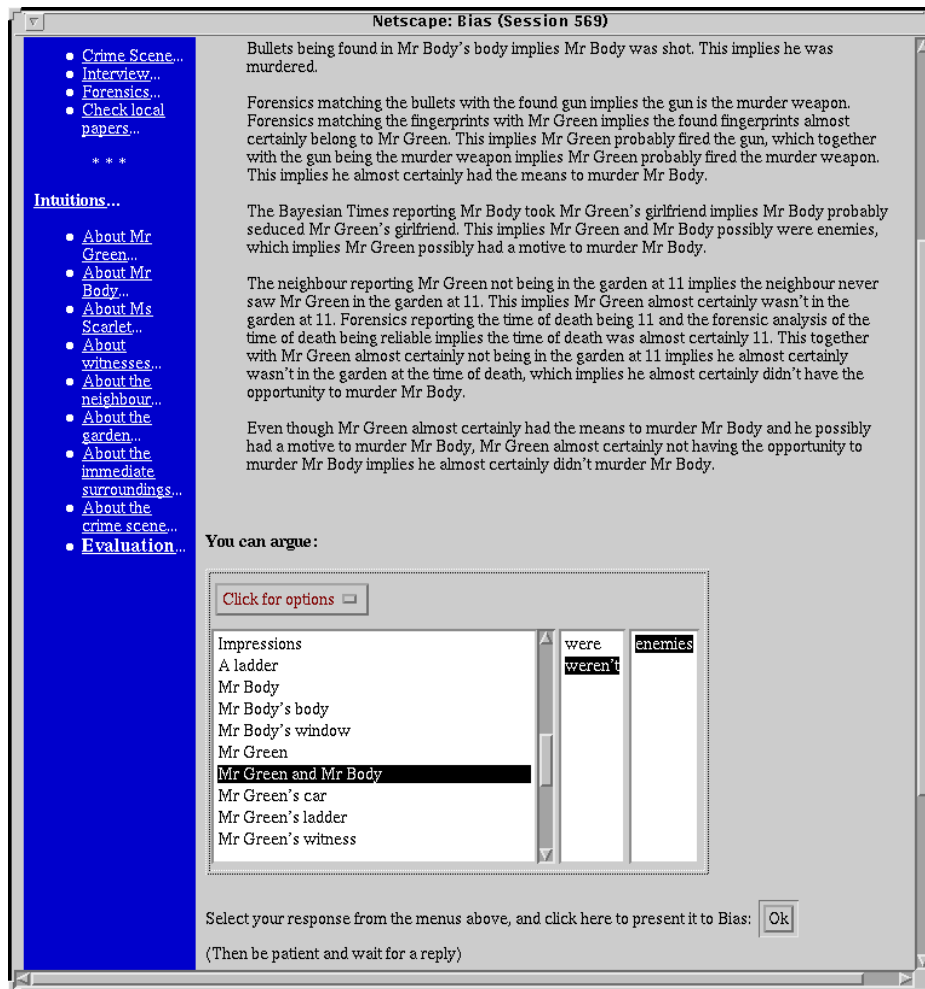 Netscape: Bias (Session 569)
Crime Scene...
Interview...
Forensics...
Check local
papers...
* * *
Intuitions...
About Mr
Green...
About Mr
Body...
About Ms
Scarlet...
About
witnesses...
About the
neighbour...
About the
garden...
About the
immediate
surroundings...
About the
crime scene...
Evaluation...
Bullets being found in Mr Body's body implies Mr Body was shot. This implies he was
murdered.
Forensics matching the bullets with the found gun implies the gun is the murder weapon.
Forensics matching the fingerprints with Mr Green implies the found fingerprints almost
certainly belong to Mr Green. This implies Mr Green probably fired the gun, which together
with the gun being the murder weapon implies Mr Green probably fired the murder weapon.
This implies he almost certainly had the means to murder Mr Body.
The Bayesian Times reporting Mr Body took Mr Green's girlfriend implies Mr Body probably
seduced Mr Green's girlfriend. This implies Mr Green and Mr Body possibly were enemies,
which implies Mr Green possibly had a motive to murder Mr Body.
The neighbour reporting Mr Green not being in the garden at 11 implies the neighbour never
saw Mr Green in the garden at 11. This implies Mr Green almost certainly wasn't in the
garden at 11. Forensics reporting the time of death being 11 and the forensic analysis of the
time of death being reliable implies the time of death was almost certainly 11. This together
with Mr Green almost certainly not being in the garden at 11 implies he almost certainly
wasn't in the garden at the time of death, which implies he almost certainly didn't have the
opportunity to murder Mr Body.
Even though Mr Green almost certainly had the means to murder Mr Body and he possibly
had a motive to murder Mr Body, Mr Green almost certainly not having the opportunity to
murder Mr Body implies he almost certainly didn't murder Mr Body.
You can argue:
Click for options
Impressions
A ladder
Mr Body
Mr Body's body
Mr Body's window
Mr Green
Mr Green and Mr Body
Mr Green's car
Mr Green's ladder
Mr Green's witness
were
weren't
enemies
Select your response from the menus above, and click here to present it to Bias: Ok
(Then be patient and wait for a reply)